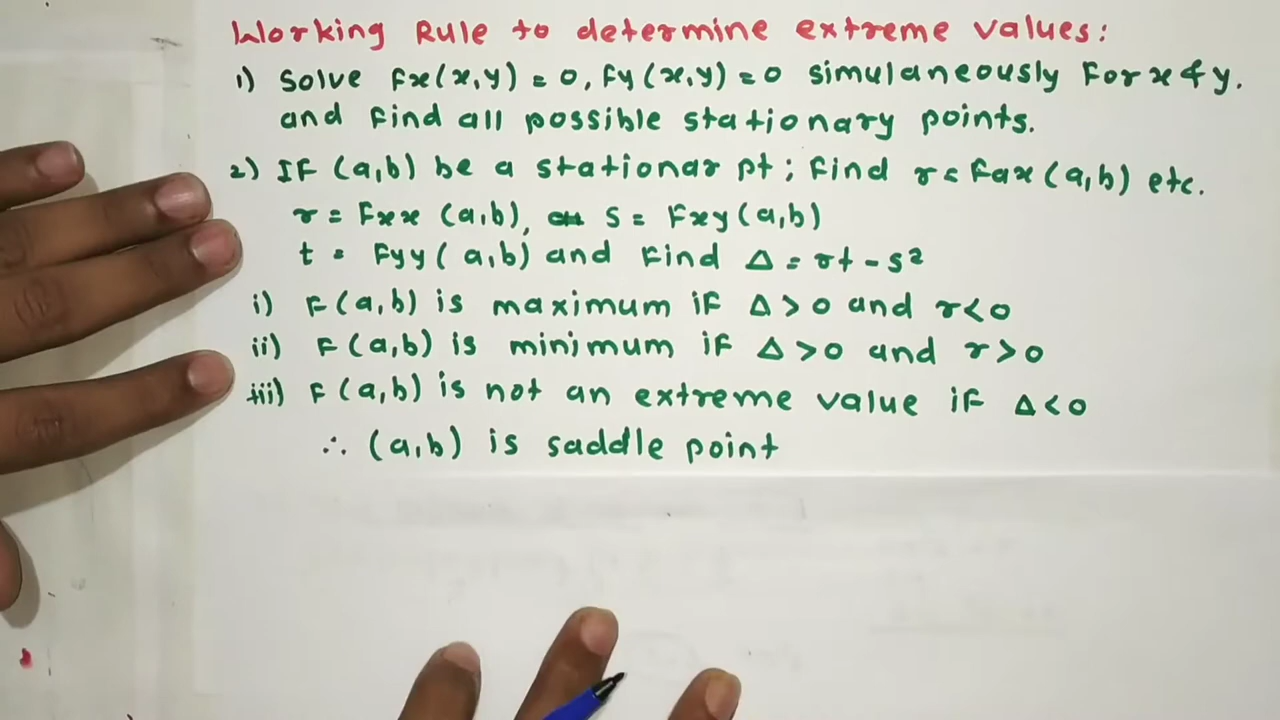 Working Rule to determine extreme values:
1) Solve Fx(x,y) = 0, Fy(x,y) = 0 simulaneously For x & y.
and Find all possible stationary points.
2) IF (a,b) be a stationar pt; Find r = Fax(a,b) etc.
r = Fxx (a,b), S = Fxy(a,b)
t = Fyy(a,b) and Find Δ = rt - s²
i) F(a,b) is maximum iF Δ > 0 and r < 0
ii) F(a,b) is minimum iF Δ > 0 and r > 0
iii) F(a,b) is not an extreme value iF Δ < 0
∴ (a,b) is saddle point